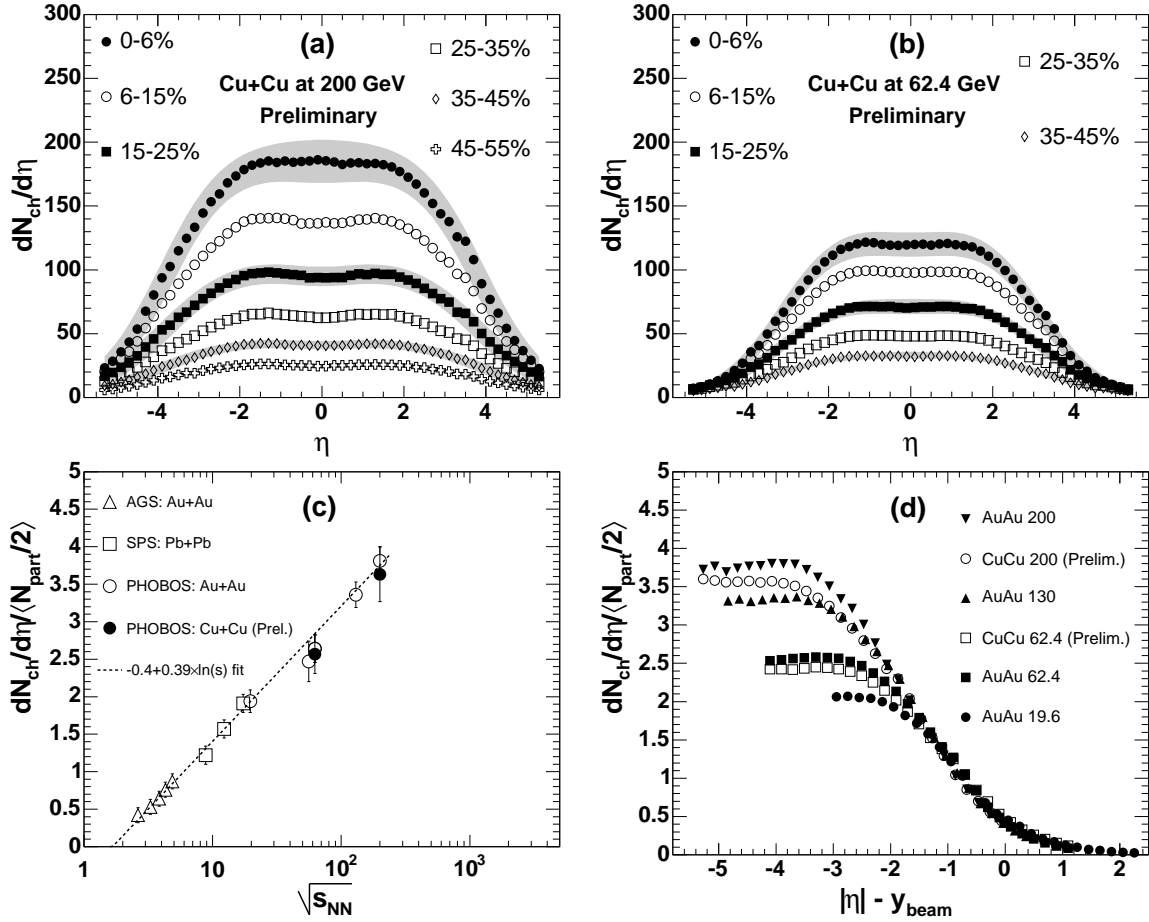 (a)
Cu+Cu at 200 GeV
Preliminary
0-6%
6-15%
15-25%
25-35%
35-45%
45-55%
dN_ch/dη
0
50
100
150
200
250
300
-4
-2
0
2
4
η
(b)
Cu+Cu at 62.4 GeV
Preliminary
0-6%
6-15%
15-25%
25-35%
35-45%
dN_ch/dη
0
50
100
150
200
250
300
-4
-2
0
2
4
η
(c)
AGS: Au+Au
SPS: Pb+Pb
PHOBOS: Au+Au
PHOBOS: Cu+Cu (Prel.)
-0.4+0.39×ln(s) fit
dN_ch/dη/⟨N_part/2⟩
0
0.5
1
1.5
2
2.5
3
3.5
4
4.5
5
1
10
10²
10³
√s_NN
(d)
AuAu 200
CuCu 200 (Prelim.)
AuAu 130
CuCu 62.4 (Prelim.)
AuAu 62.4
AuAu 19.6
dN_ch/dη/⟨N_part/2⟩
0
0.5
1
1.5
2
2.5
3
3.5
4
4.5
5
-5
-4
-3
-2
-1
0
1
2
|η| - y_beam